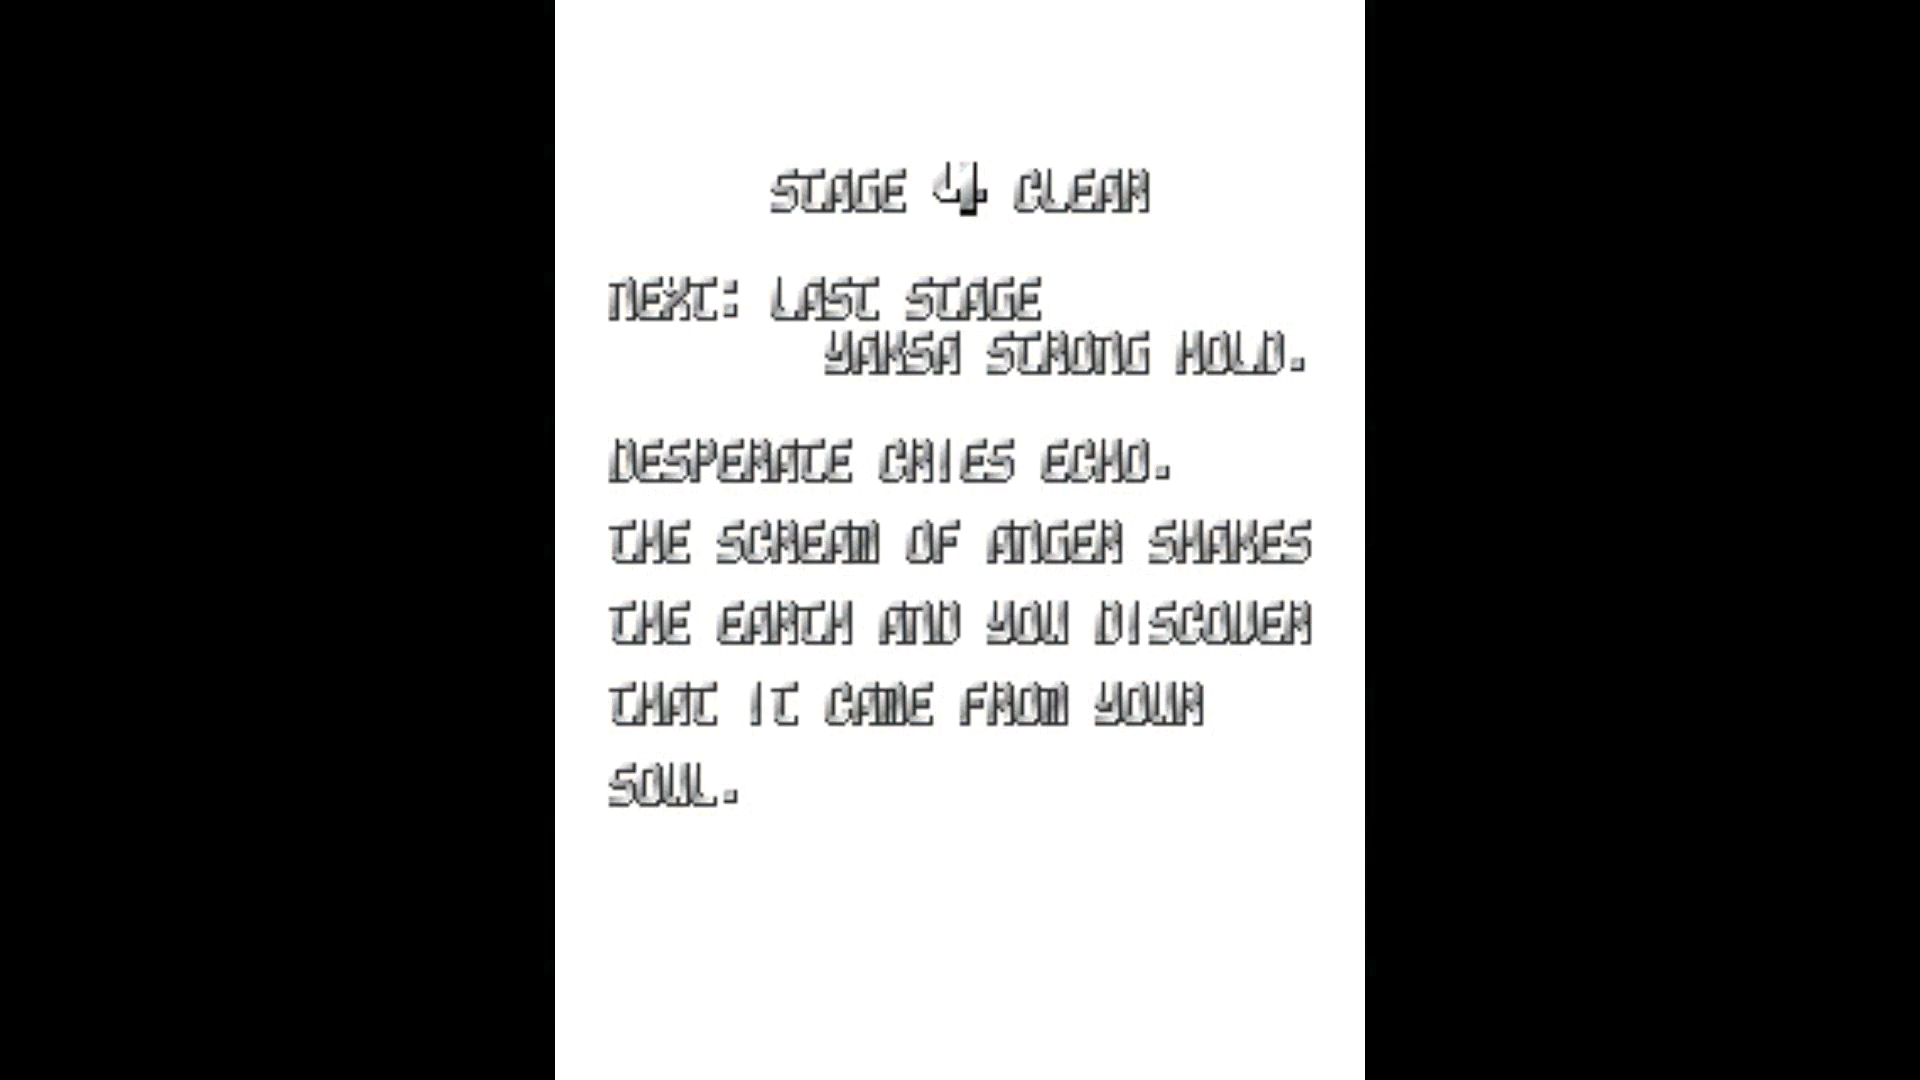 STAGE 4 CLEAR
NEXT: LAST STAGE
YAKSA STRONG HOLD.
DESPERATE CRIES ECHO.
THE SCREAM OF ANGER SHAKES
THE EARTH AND YOU DISCOVER
THAT IT CAME FROM YOUR
SOUL.